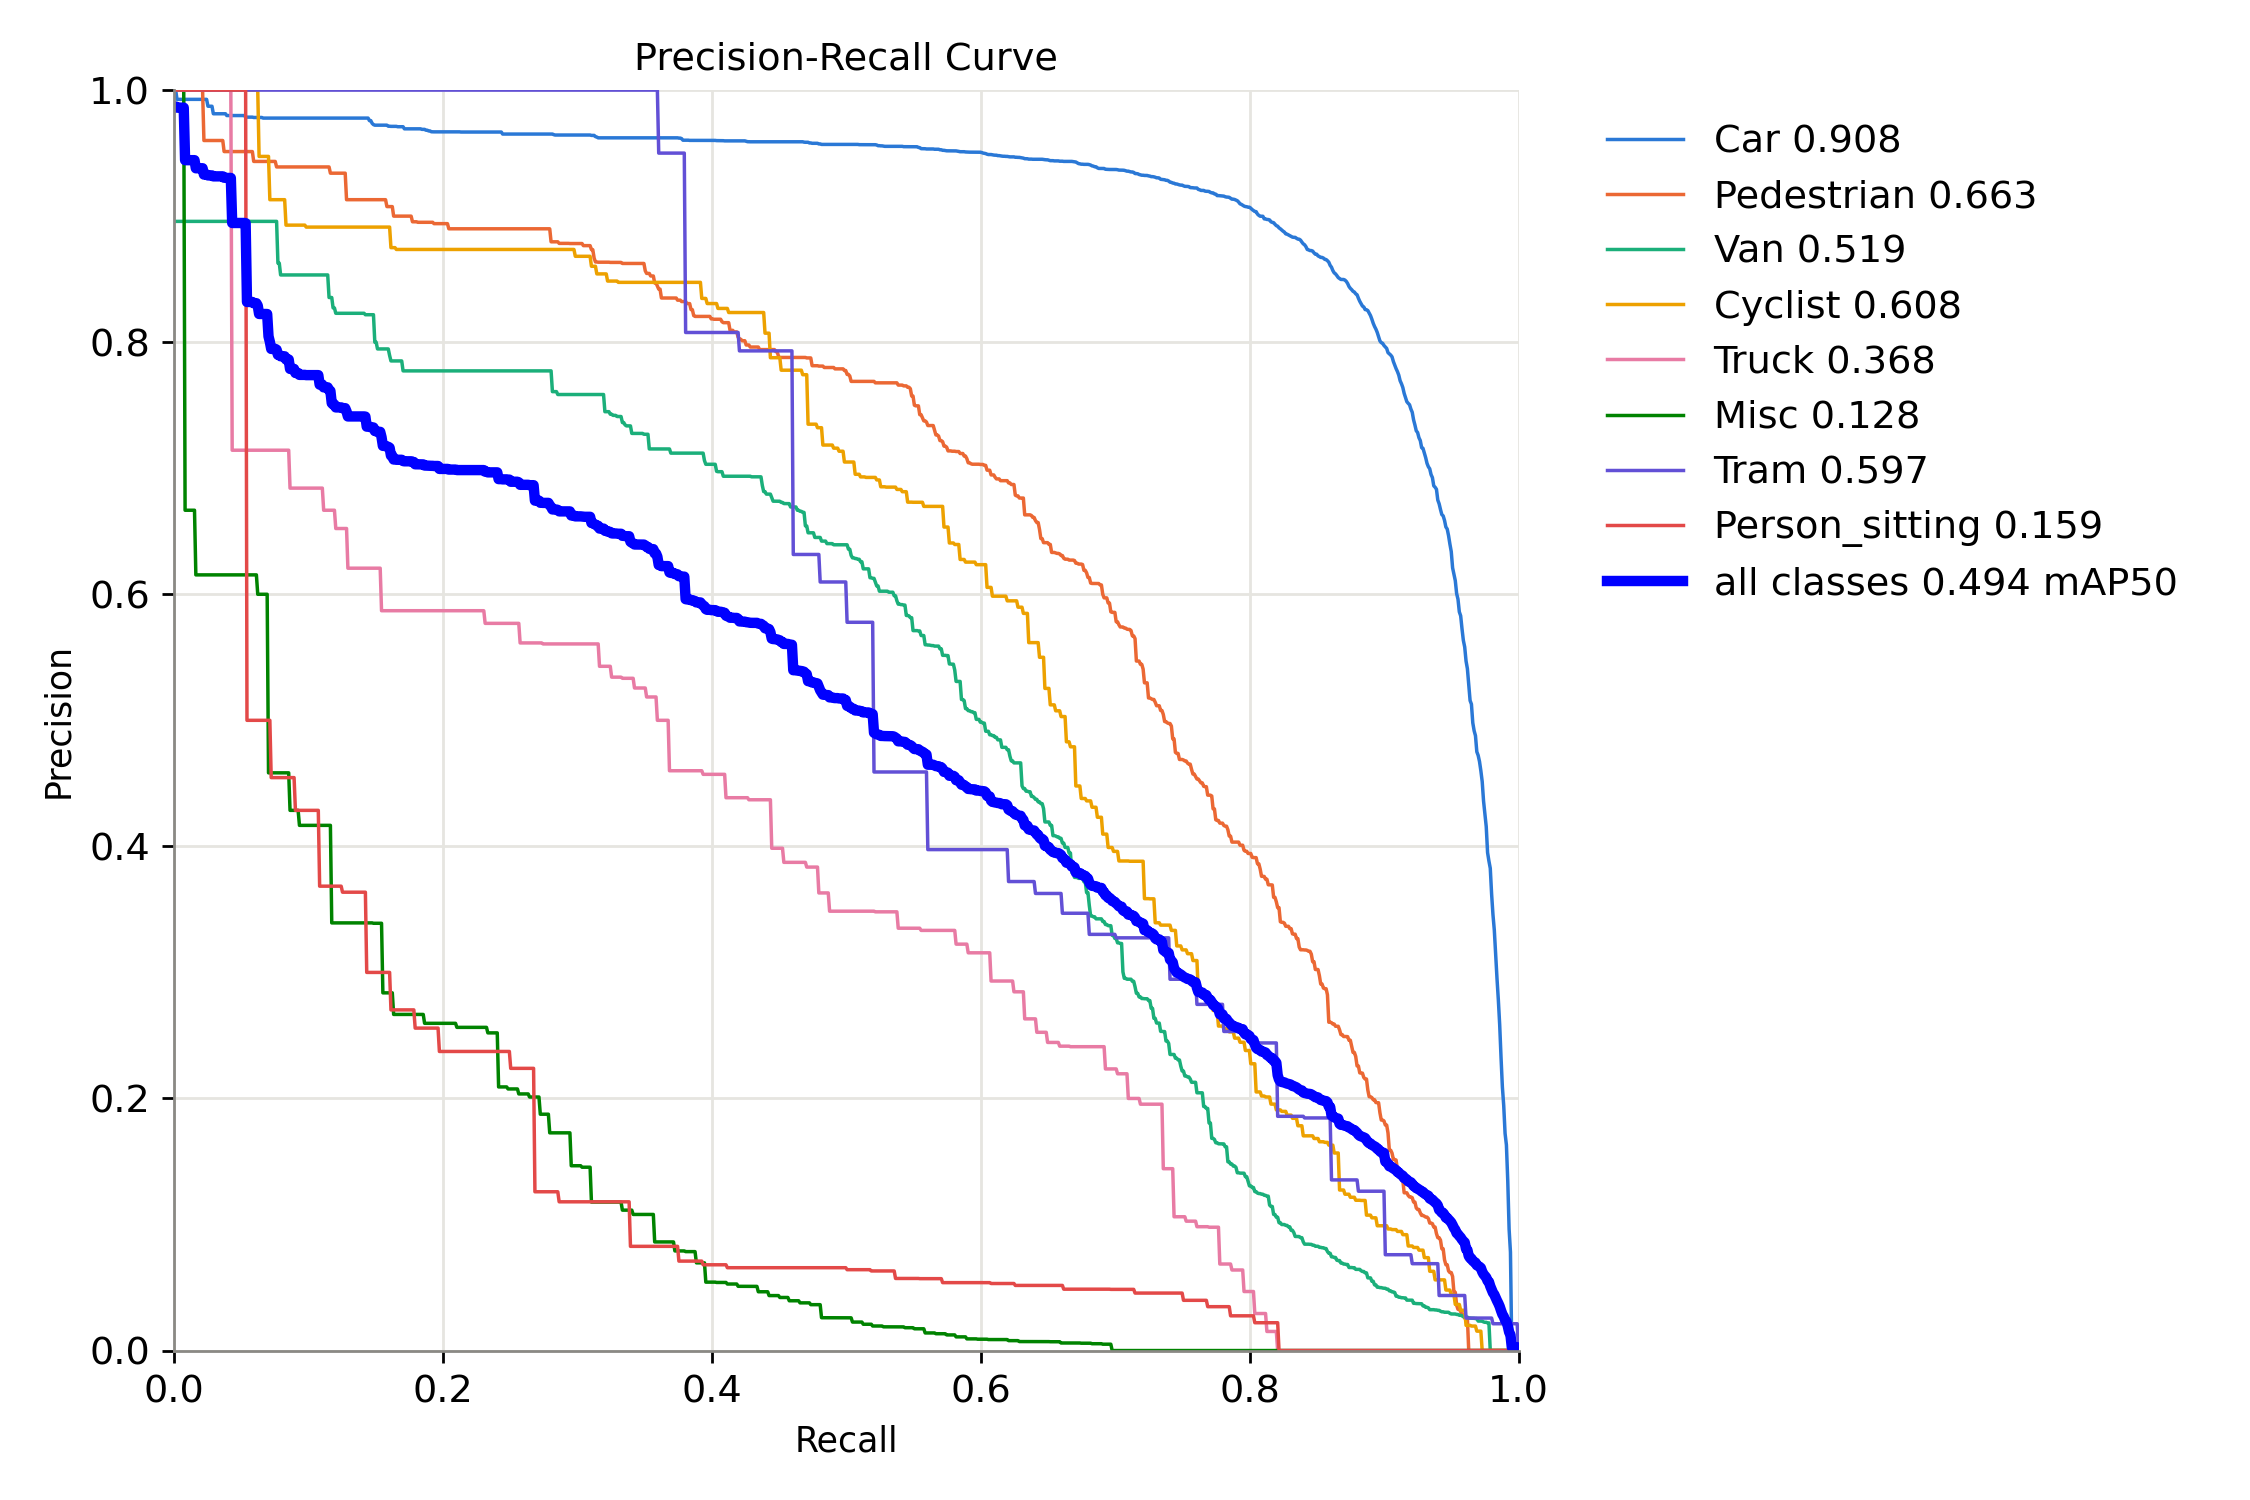 Precision-Recall Curve
1.0
0.8
0.6
0.4
0.2
0.0
Precision
0.0 0.2 0.4 0.6 0.8 1.0
Recall
Car 0.908
Pedestrian 0.663
Van 0.519
Cyclist 0.608
Truck 0.368
Misc 0.128
Tram 0.597
Person_sitting 0.159
all classes 0.494 mAP50